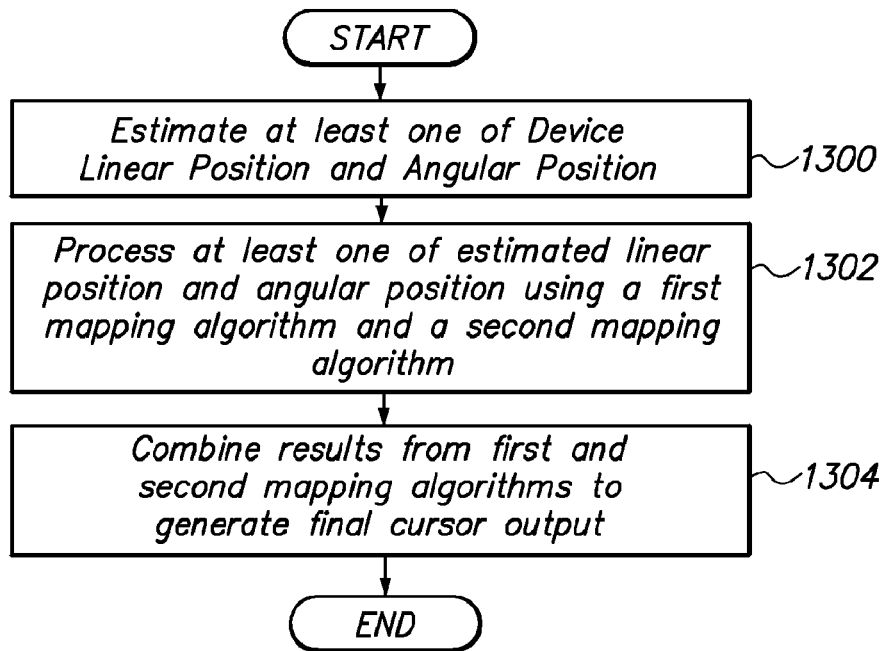 START
Estimate at least one of Device
Linear Position and Angular Position
1300
Process at least one of estimated linear
position and angular position using a first
mapping algorithm and a second mapping
algorithm
1302
Combine results from first and
second mapping algorithms to
generate final cursor output
1304
END